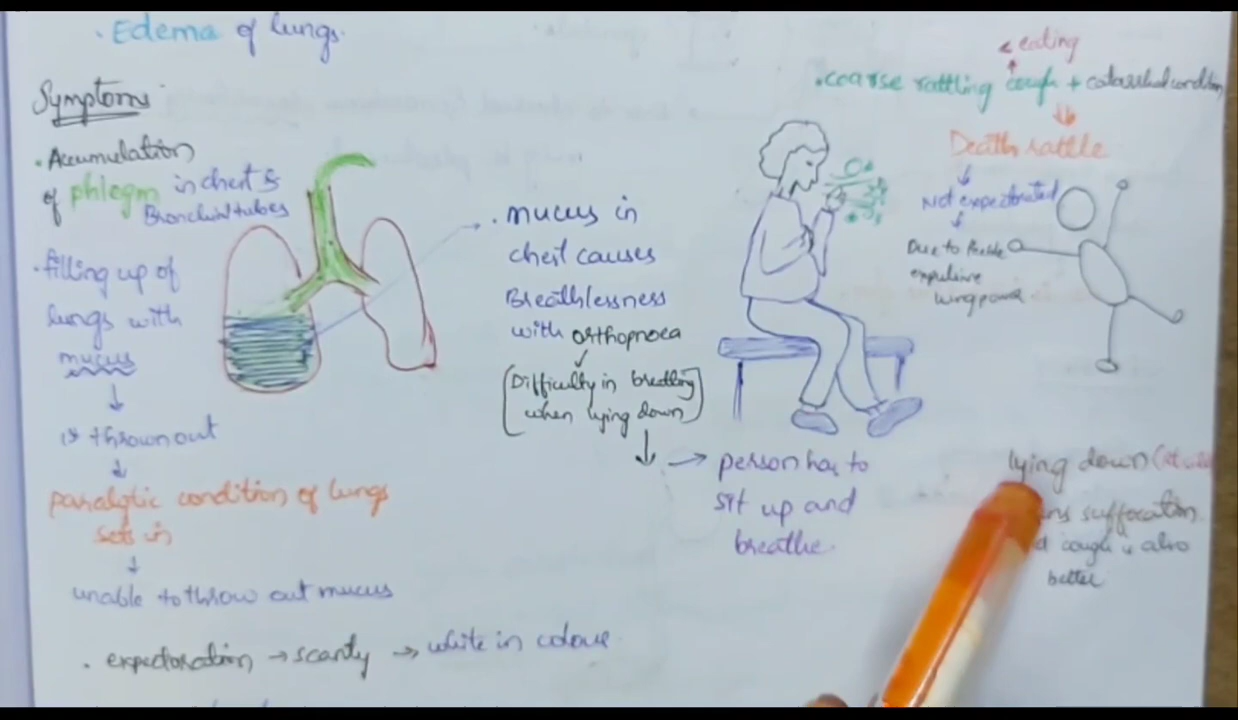 . Edema of lungs.
Symptoms
. Accumulation
of phlegm in chest &
Bronchial tubes
. filling up of
lungs with
mucus
is thrown out
paralytic condition of lungs
sets in
unable to throw out mucus
. expectoration → scanty → white in colour.
. mucus in
chest causes
Breathlessness
with orthopnoea
(Difficulty in breathing
when lying down)
→ person has to
sit up and
breathe.
< eating
. coarse rattling cough + catarrhal condition
Death rattle
Not expectorated
Due to
expulsive
lying down
suffocation
cough is also
better